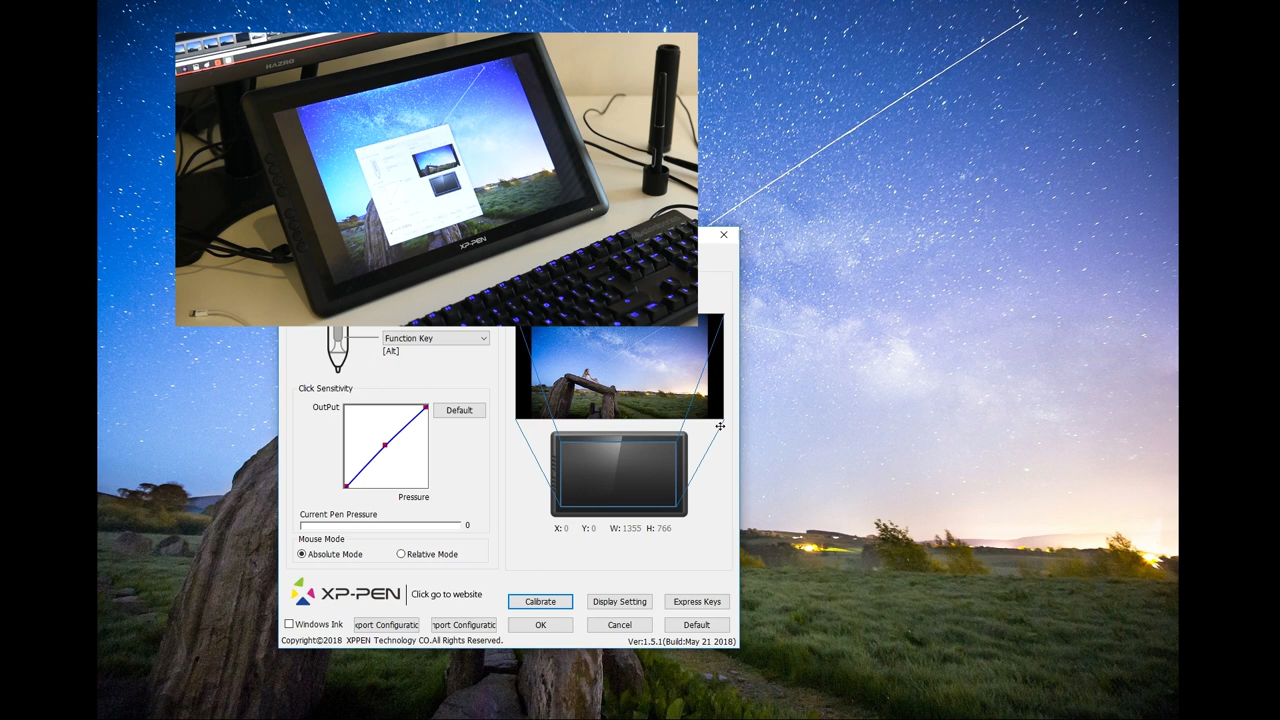 HAZRO
XP-PEN
Function Key
[Alt]
Click Sensitivity
OutPut
Default
Pressure
Current Pen Pressure
0
Mouse Mode
Absolute Mode
Relative Mode
X: 0 Y: 0 W: 1355 H: 766
XP-PEN
Click go to website
Calibrate
Display Setting
Express Keys
Windows Ink
xport Configuratic
nport Configuratic
OK
Cancel
Default
Copyright©2018 XPPEN Technology CO.All Rights Reserved.
Ver:1.5.1(Build:May 21 2018)